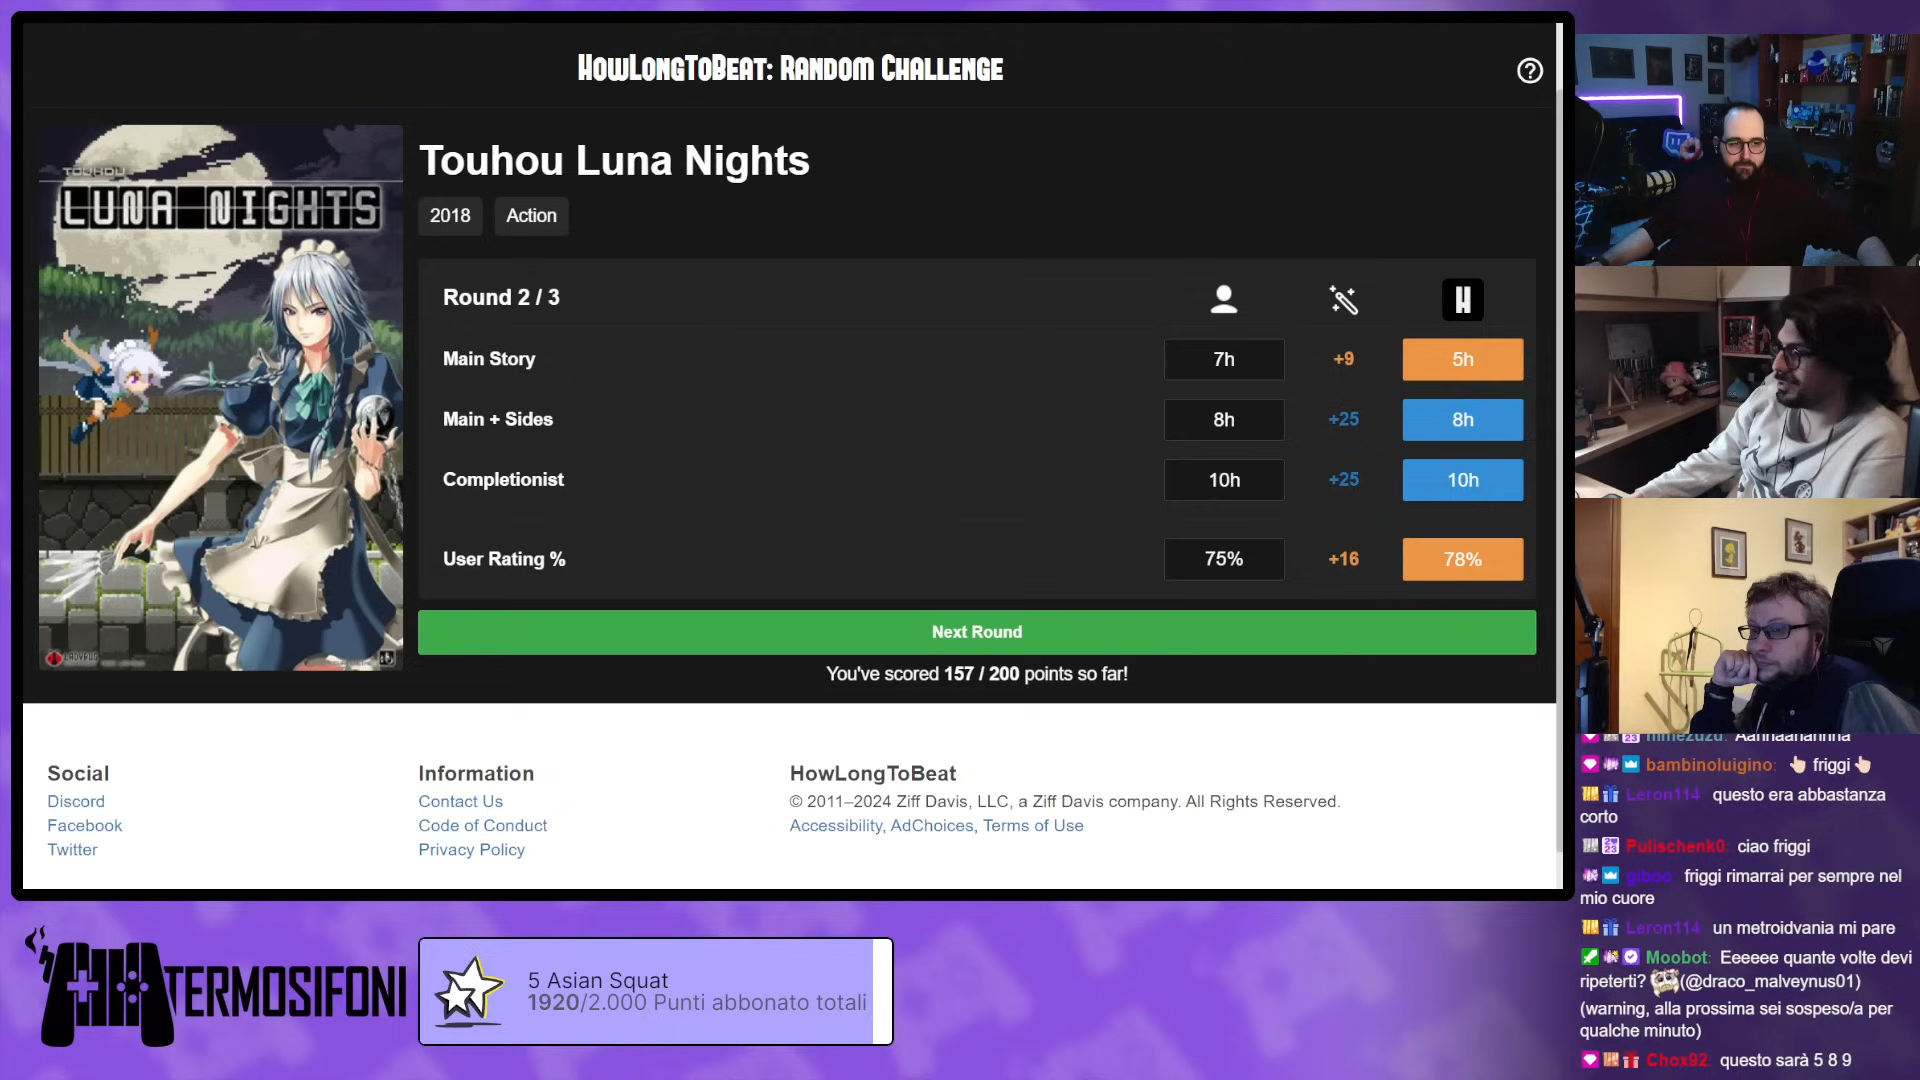 HowLongToBeat: Random Challenge
TOUHOU
LUNA NIGHTS
LADYPUG
Touhou Luna Nights
2018
Action
Round 2 / 3
Main Story
7h
+9
5h
Main + Sides
8h
+25
8h
Completionist
10h
+25
10h
User Rating %
75%
+16
78%
Next Round
You've scored 157 / 200 points so far!
Social
Discord
Facebook
Twitter
Information
Contact Us
Code of Conduct
Privacy Policy
HowLongToBeat
© 2011–2024 Ziff Davis, LLC, a Ziff Davis company. All Rights Reserved.
Accessibility, AdChoices, Terms of Use
TERMOSIFONI
5 Asian Squat
1920/2.000 Punti abbonato totali
bambinoluigino: friggi
Leron114 questo era abbastanza
corto
Pulischenk0: ciao friggi
giboo friggi rimarrai per sempre nel
mio cuore
Leron114 un metroidvania mi pare
Moobot: Eeeeee quante volte devi
ripeterti? (@draco_malveynus01)
(warning, alla prossima sei sospeso/a per
qualche minuto)
Chox92: questo sarà 5 8 9